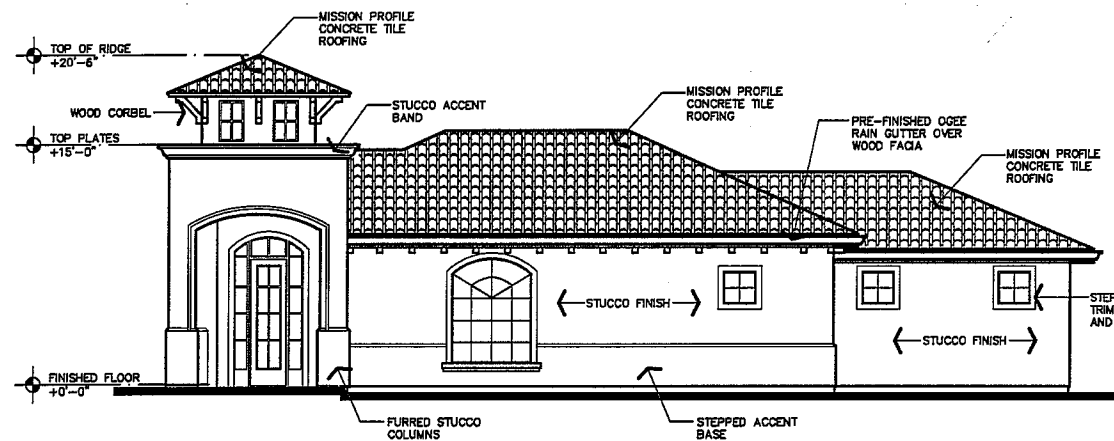 MISSION PROFILE
CONCRETE TILE
ROOFING
TOP OF RIDGE
+20'-6"
WOOD CORBEL
STUCCO ACCENT
BAND
MISSION PROFILE
CONCRETE TILE
ROOFING
TOP PLATES
+15'-0"
PRE-FINISHED OGEE
RAIN GUTTER OVER
WOOD FACIA
MISSION PROFILE
CONCRETE TILE
ROOFING
STUCCO FINISH
TRIM
AND
STUCCO FINISH
FINISHED FLOOR
+0'-0"
FURRED STUCCO
COLUMNS
STEPPED ACCENT
BASE